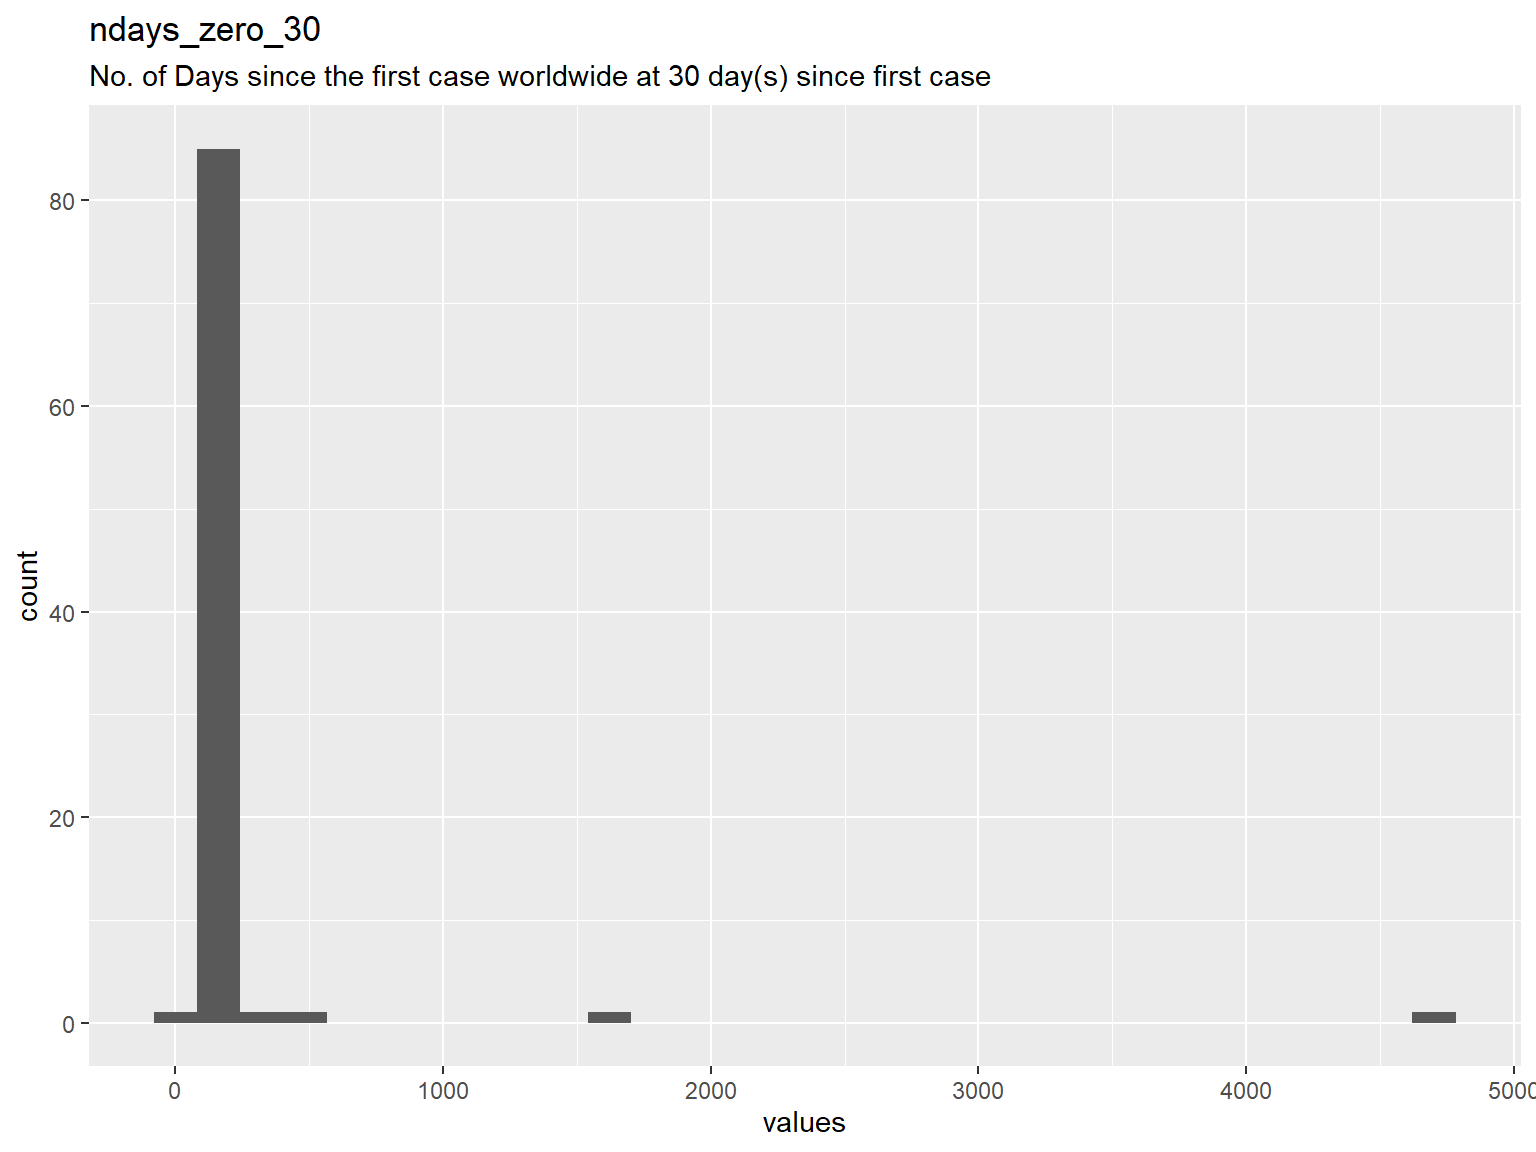 ndays_zero_30
No. of Days since the first case worldwide at 30 day(s) since first case
80
60
40
20
0
count
0 1000 2000 3000 4000 5000
values